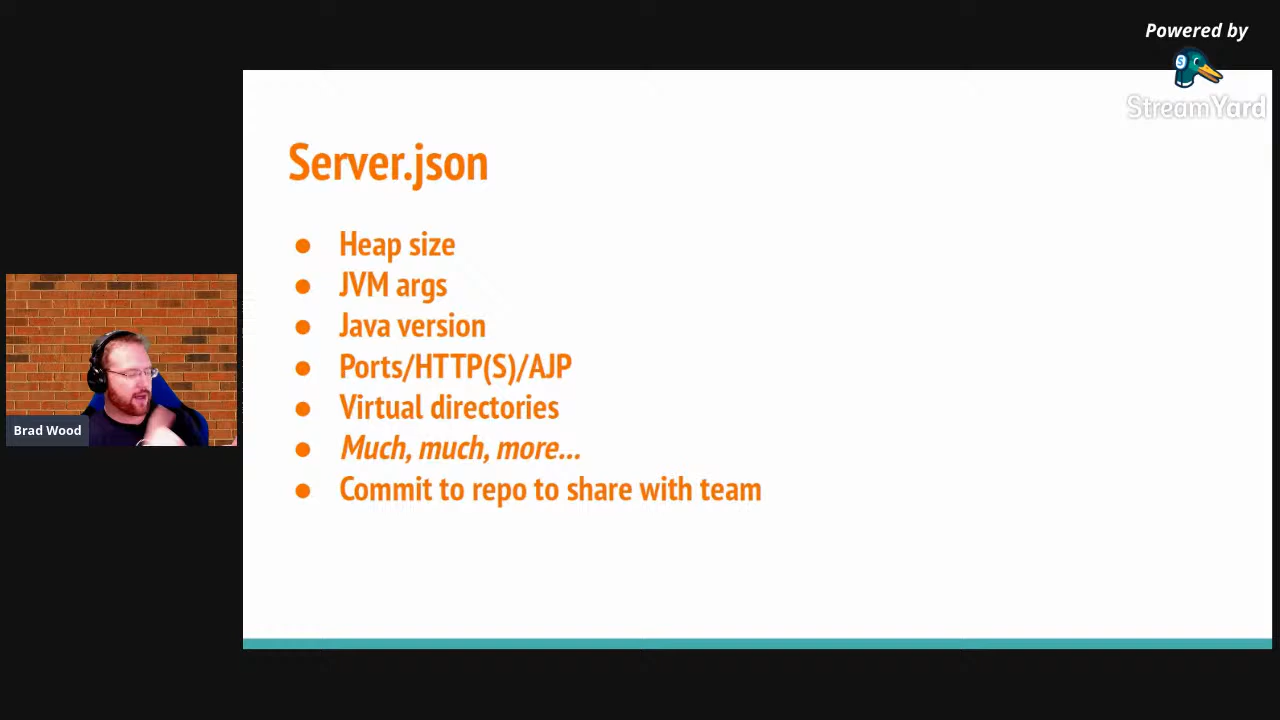 Powered by
StreamYard
Server.json
● Heap size
● JVM args
● Java version
● Ports/HTTP(S)/AJP
● Virtual directories
● Much, much, more...
● Commit to repo to share with team
Brad Wood